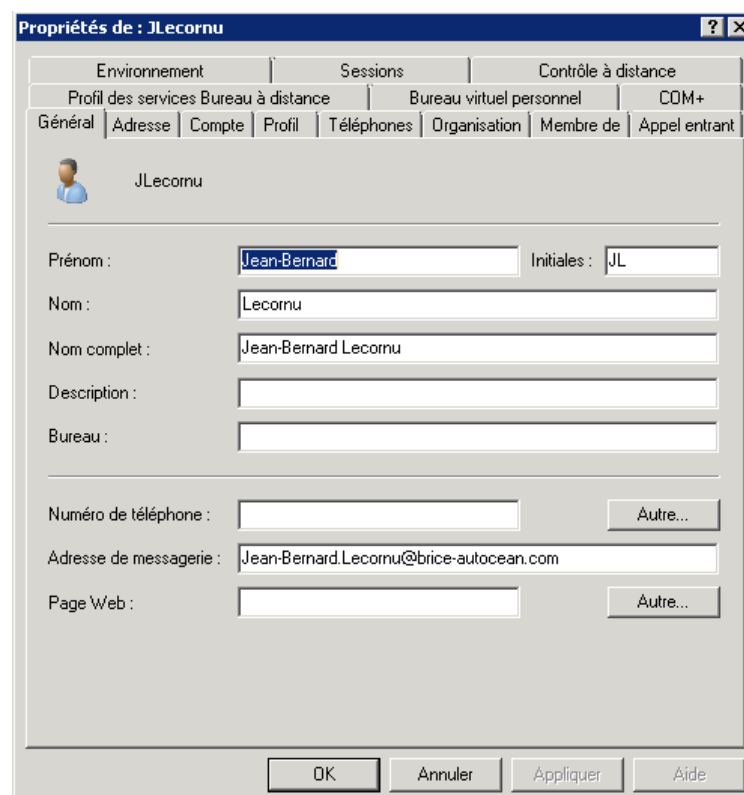 Propriétés de : JLecornu
Environnement Sessions Contrôle à distance
Profil des services Bureau à distance Bureau virtuel personnel COM+
Général Adresse Compte Profil Téléphones Organisation Membre de Appel entrant
JLecornu
Prénom : Jean-Bernard Initiales : JL
Nom : Lecornu
Nom complet : Jean-Bernard Lecornu
Description :
Bureau :
Numéro de téléphone : Autre...
Adresse de messagerie : Jean-Bernard.Lecornu@brice-autocean.com
Page Web : Autre...
OK Annuler Appliquer Aide